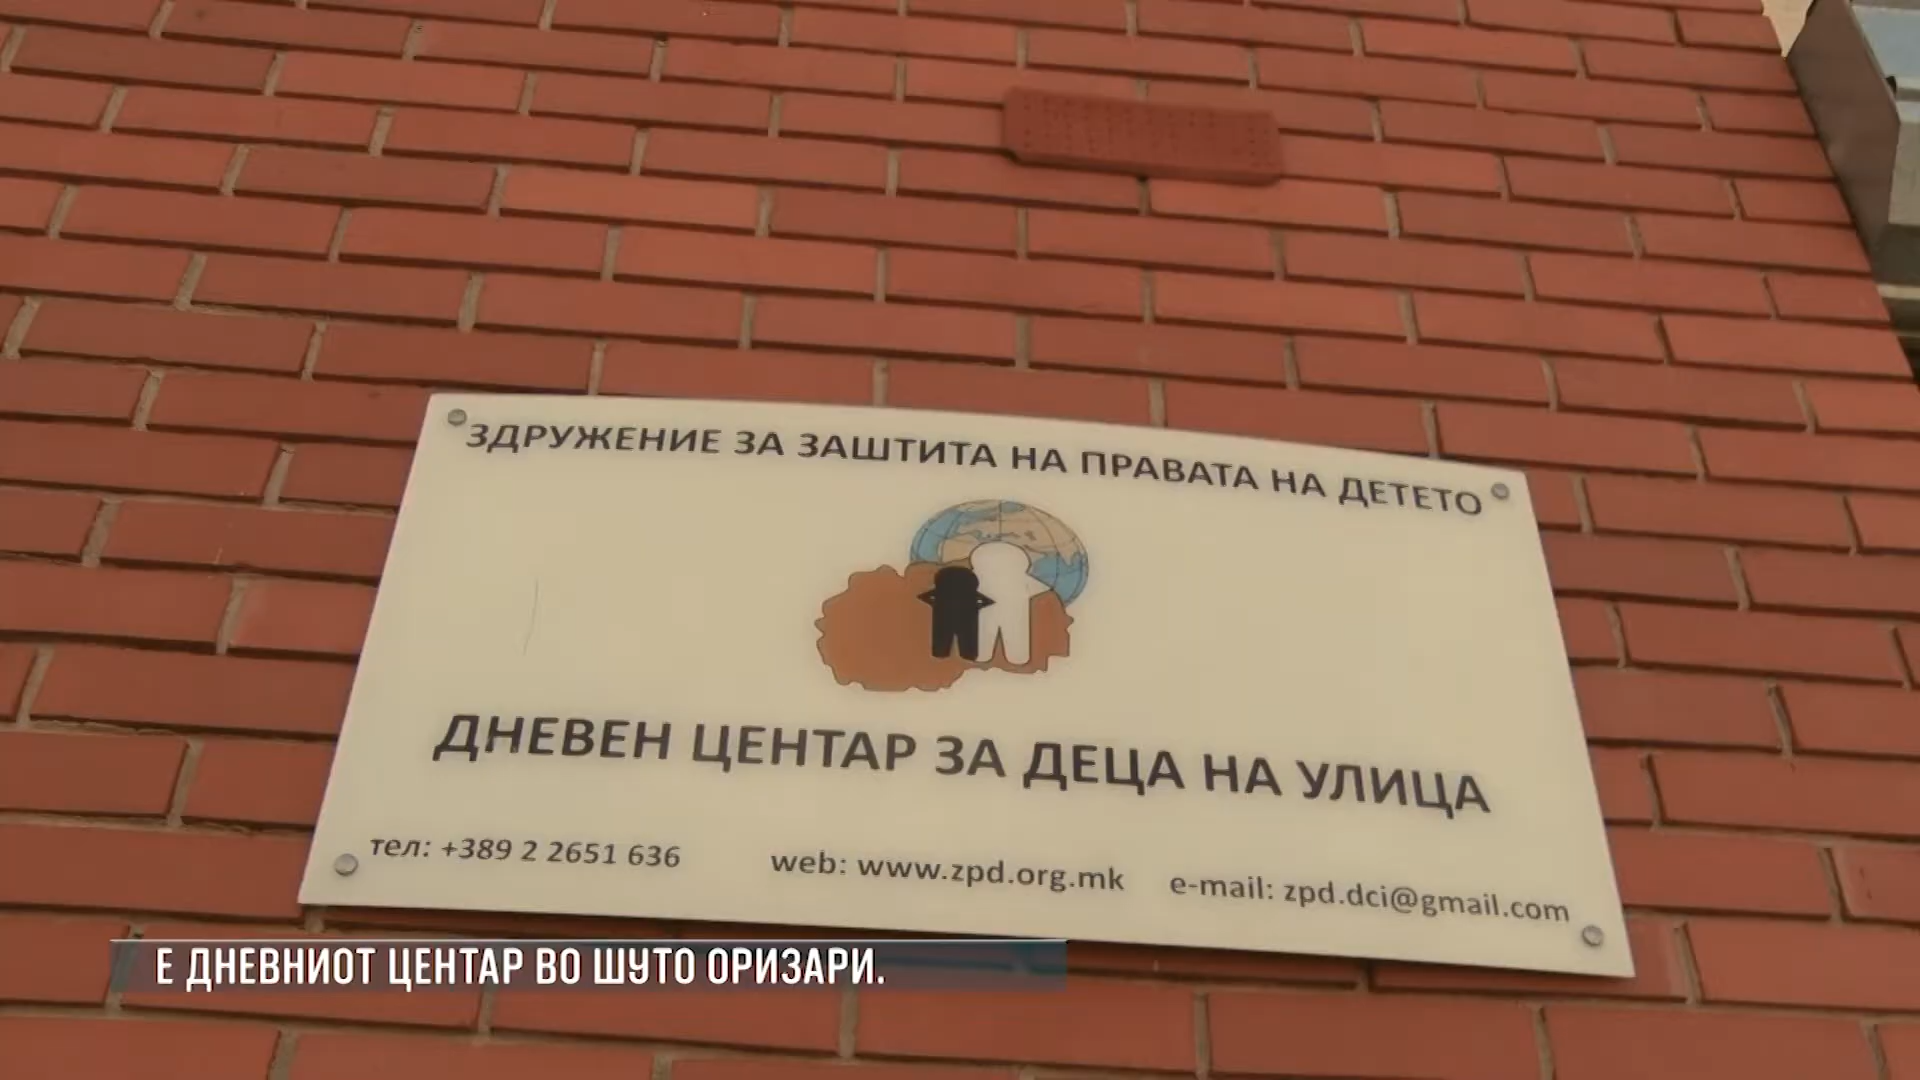 ЗДРУЖЕНИЕ ЗА ЗАШТИТА НА ПРАВАТА НА ДЕТЕТО
ДНЕВЕН ЦЕНТАР ЗА ДЕЦА НА УЛИЦА
тел: +389 2 2651 636 web: www.zpd.org.mk e-mail: zpd.dci@gmail.com
Е ДНЕВНИОТ ЦЕНТАР ВО ШУТО ОРИЗАРИ.